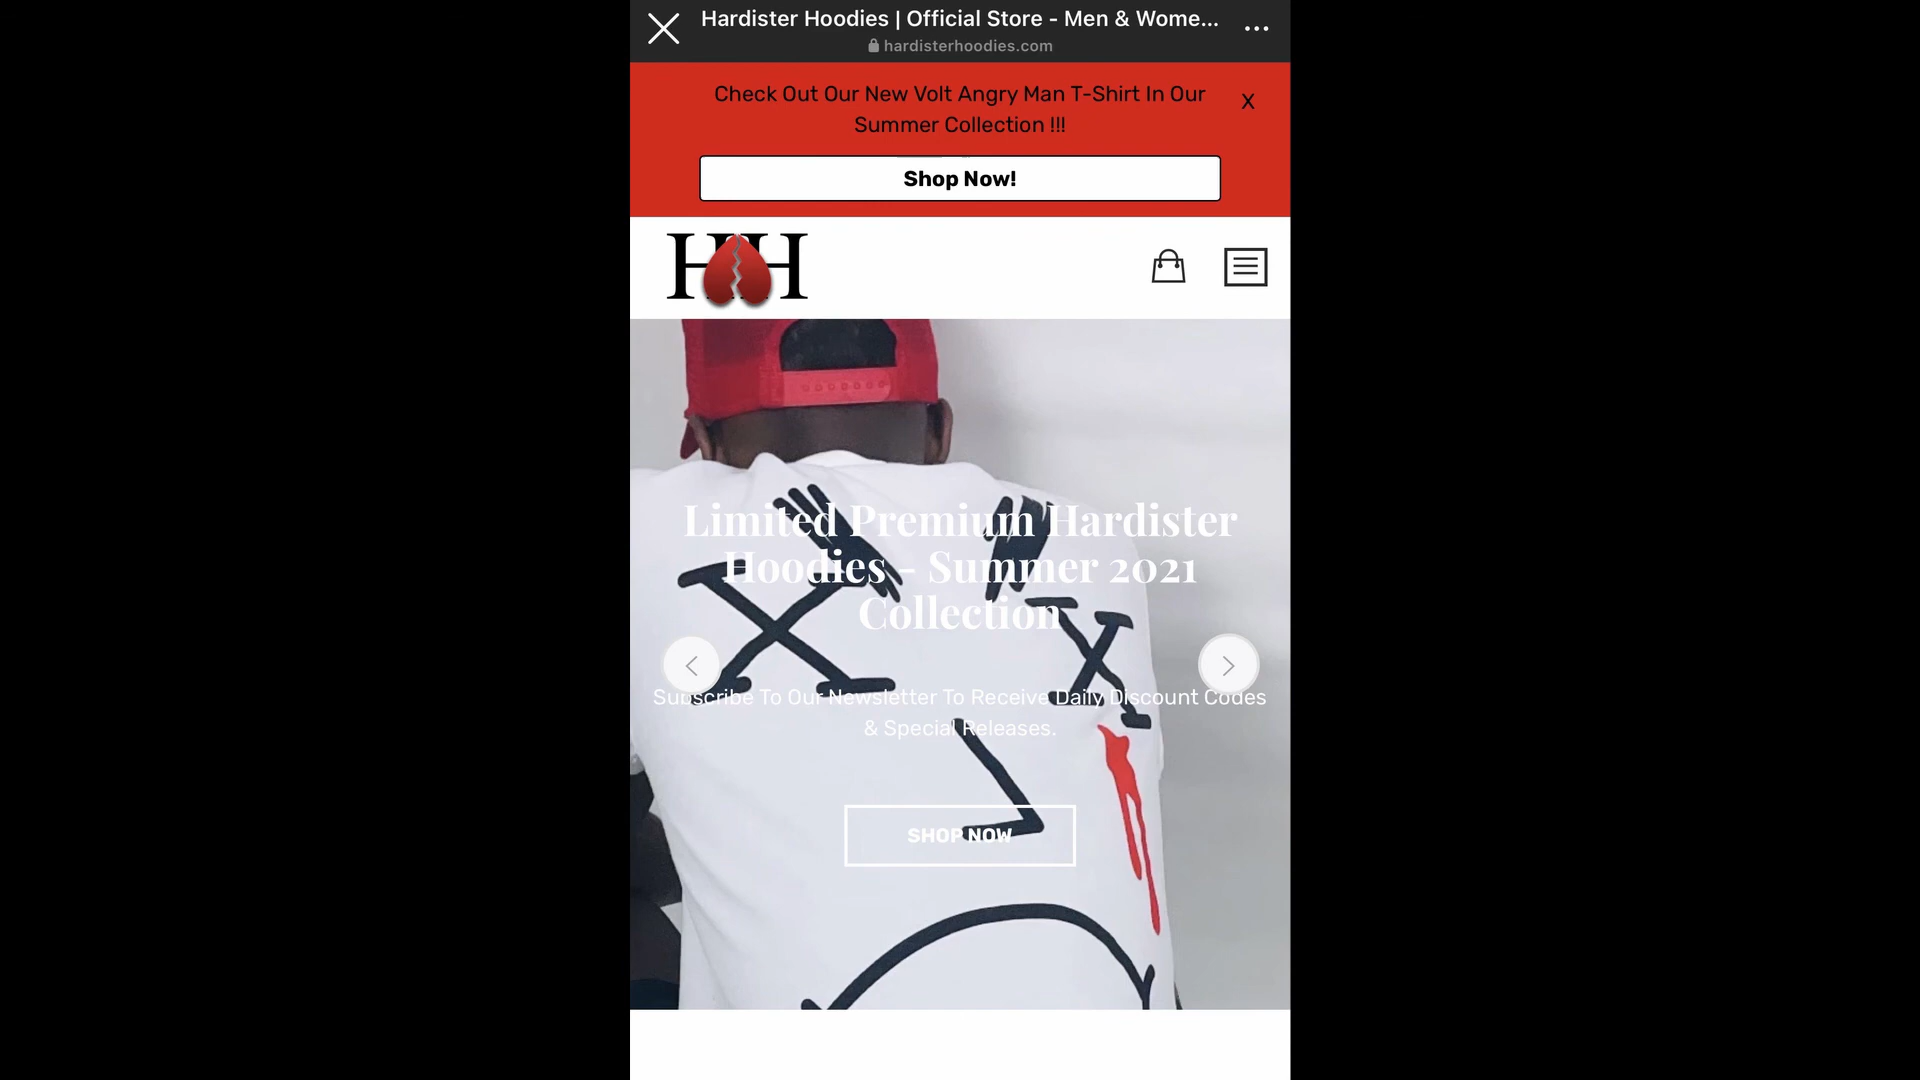 Hardister Hoodies | Official Store - Men & Wome...
hardisterhoodies.com
Check Out Our New Volt Angry Man T-Shirt In Our
Summer Collection !!!
X
Shop Now!
HH
Limited Premium Hardister
Hoodies - Summer 2021
Collection
Subscribe To Our Newsletter To Receive Daily Discount Codes
& Special Releases.
SHOP NOW